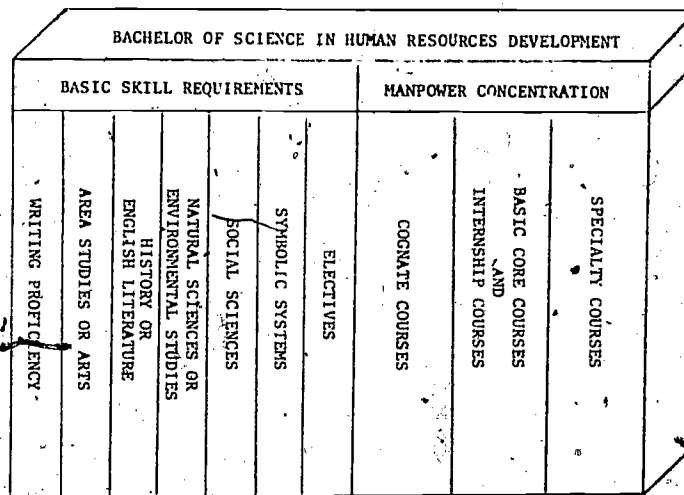 BACHELOR OF SCIENCE IN HUMAN RESOURCES DEVELOPMENT
BASIC SKILL REQUIREMENTS
MANPOWER CONCENTRATION
WRITING PROFICIENCY
AREA STUDIES OR ARTS
HISTORY OR
ENGLISH LITERATURE
NATURAL SCIENCES OR
ENVIRONMENTAL STUDIES
SOCIAL SCIENCES
SYMBOLIC SYSTEMS
ELECTIVES
COGNATE COURSES
BASIC CORE COURSES
AND
INTERNSHIP COURSES
SPECIALTY COURSES